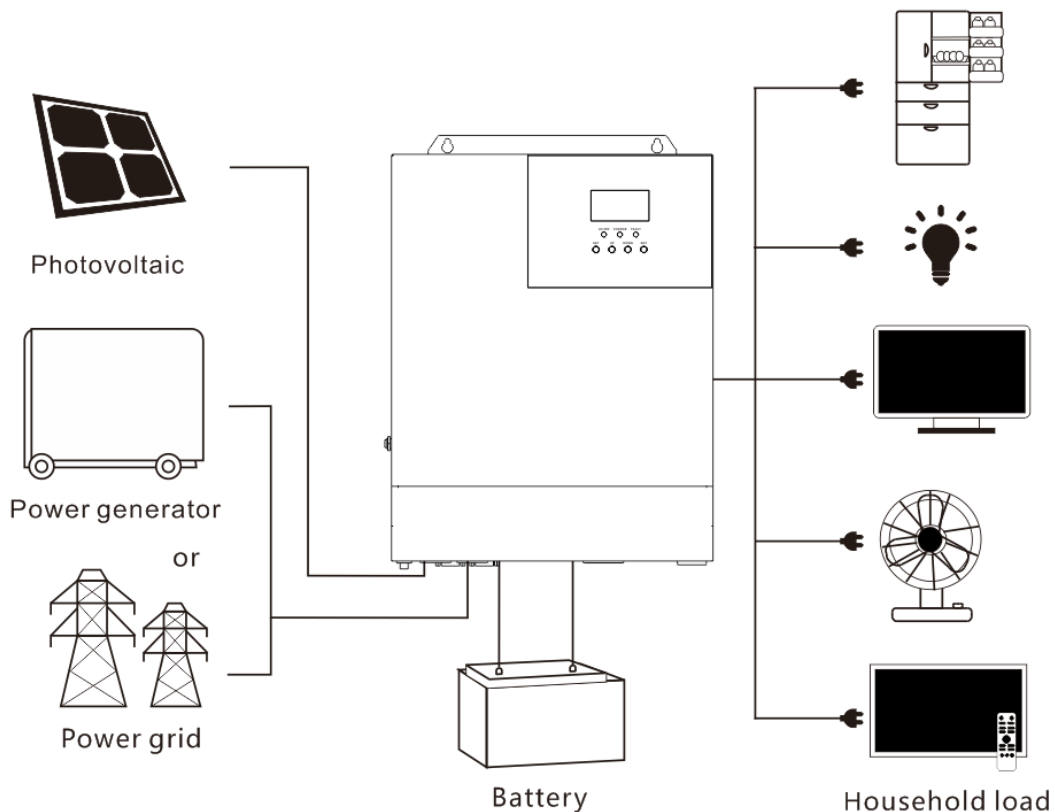 Photovoltaic
Power generator
or
Power grid
Battery
Household load